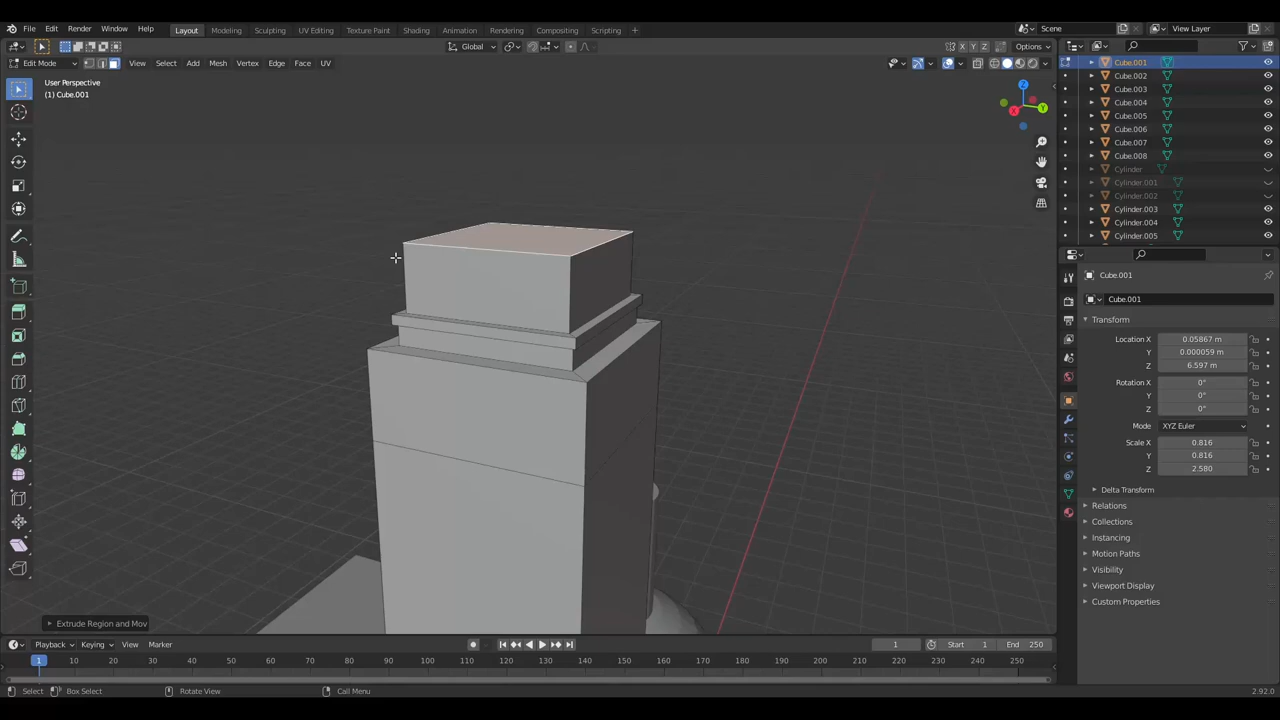 File Edit Render Window Help Layout Modeling Sculpting UV Editing Texture Paint Shading Animation Rendering Compositing Scripting Scene View Layer
Global X Y Z Options
Edit Mode View Select Add Mesh Vertex Edge Face UV
User Perspective
(1) Cube.001
Z
Y
X
Cube.001
Cube.002
Cube.003
Cube.004
Cube.005
Cube.006
Cube.007
Cube.008
Cylinder
Cylinder.001
Cylinder.002
Cylinder.003
Cylinder.004
Cylinder.005
Cube.001
Cube.001
Transform
Location X 0.05867 m
Y 0.000059 m
Z 6.597 m
Rotation X 0°
Y 0°
Z 0°
Mode XYZ Euler
Scale X 0.816
Y 0.816
Z 2.580
Delta Transform
Relations
Collections
Instancing
Motion Paths
Visibility
Viewport Display
Custom Properties
Extrude Region and Mov
Playback Keying View Marker 1 Start 1 End 250
1 10 20 30 40 50 60 70 80 90 100 110 120 130 140 150 160 170 180 190 200 210 220 230 240 250
Select Box Select Rotate View Call Menu 2.92.0